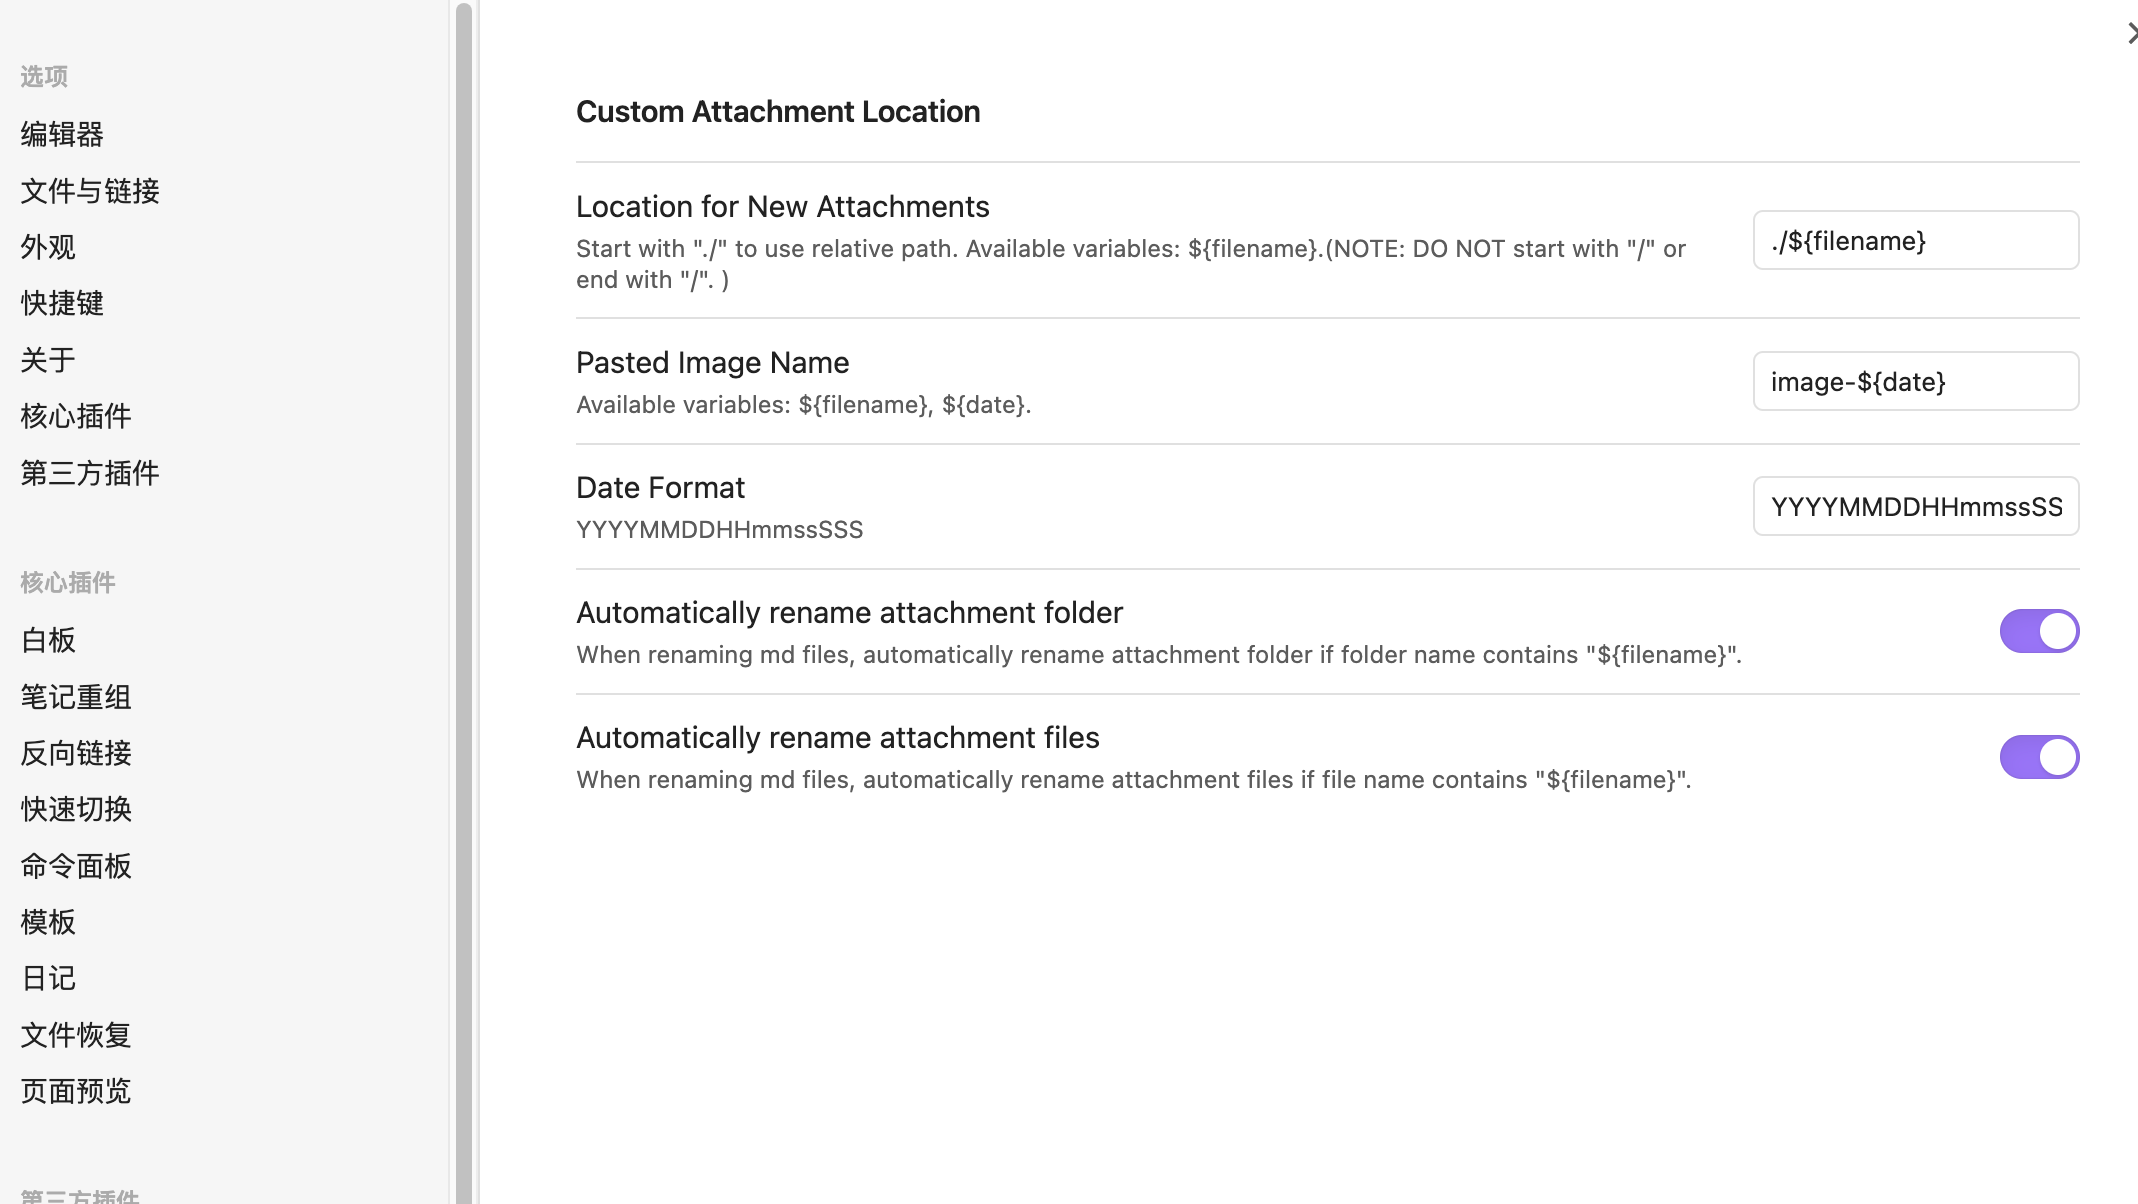 选项
编辑器
文件与链接
外观
快捷键
关于
核心插件
第三方插件
核心插件
白板
笔记重组
反向链接
快速切换
命令面板
模板
日记
文件恢复
页面预览
第三方插件
Custom Attachment Location
Location for New Attachments
Start with "./" to use relative path. Available variables: ${filename}.(NOTE: DO NOT start with "/" or
end with "/". )
./${filename}
Pasted Image Name
Available variables: ${filename}, ${date}.
image-${date}
Date Format
YYYYMMDDHHmmssSSS
YYYYMMDDHHmmssSS
Automatically rename attachment folder
When renaming md files, automatically rename attachment folder if folder name contains "${filename}".
Automatically rename attachment files
When renaming md files, automatically rename attachment files if file name contains "${filename}".